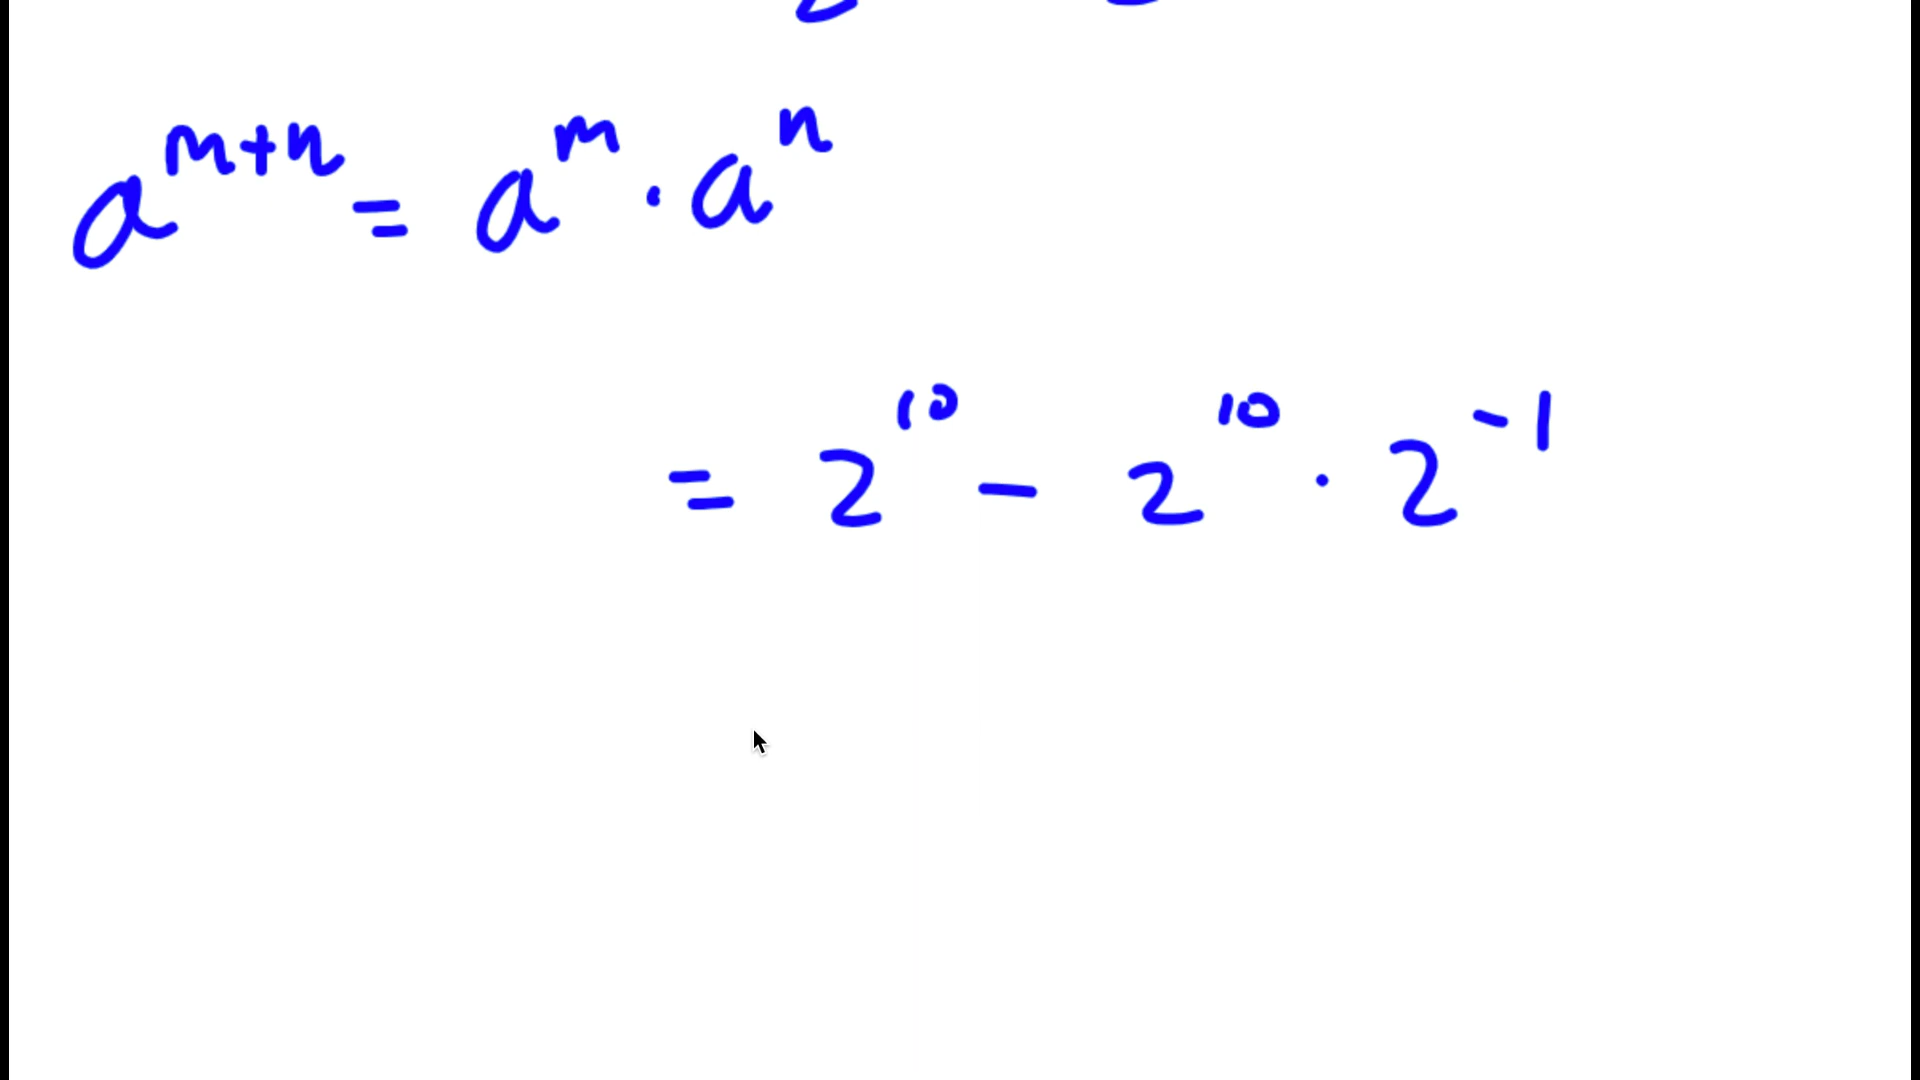 a^{m+n} = a^m · a^n
= 2^{10} - 2^{10} · 2^{-1}